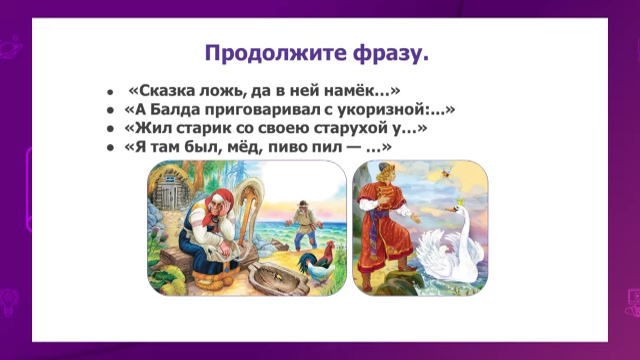 Продолжите фразу.
● «Сказка ложь, да в ней намёк…»
● «А Балда приговаривал с укоризной:...»
● «Жил старик со своею старухой у…»
● «Я там был, мёд, пиво пил — …»